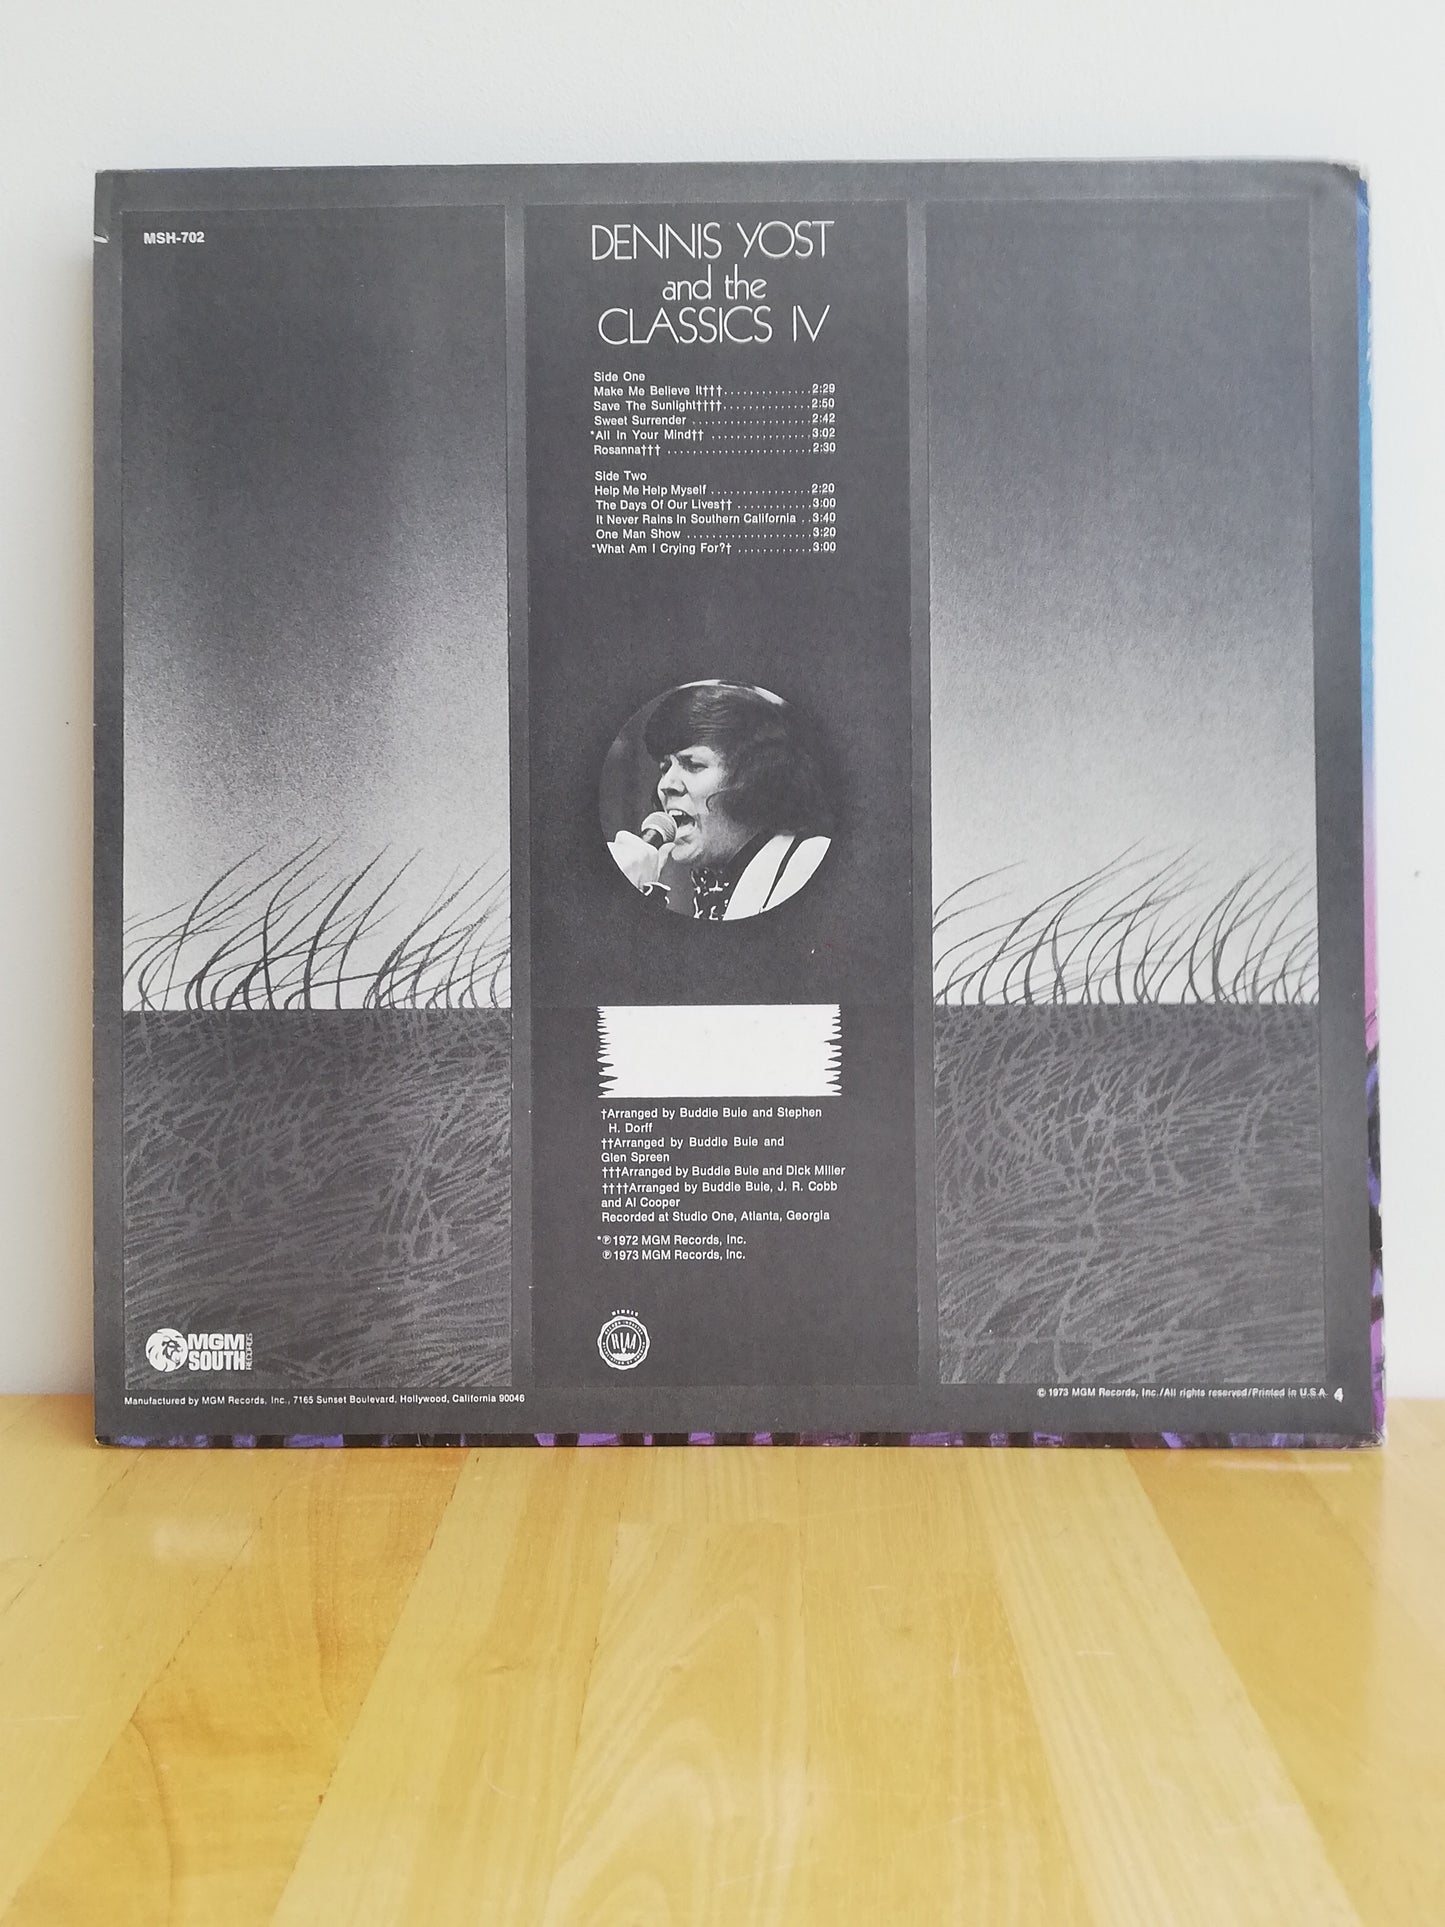 MSH-702
DENNIS YOST
and the
CLASSICS IV
Side One
Make Me Believe It††† . . . . . . . . . . . . . . 2:29
Save The Sunlight†††† . . . . . . . . . . . . . . 2:50
Sweet Surrender . . . . . . . . . . . . . . . . . . . 2:42
*All In Your Mind†† . . . . . . . . . . . . . . . . 3:02
Rosanna††† . . . . . . . . . . . . . . . . . . . . . . . 2:30
Side Two
Help Me Help Myself . . . . . . . . . . . . . . . . 2:20
The Days Of Our Lives†† . . . . . . . . . . . . 3:00
It Never Rains In Southern California . . 3:40
One Man Show . . . . . . . . . . . . . . . . . . . . 3:20
*What Am I Crying For?† . . . . . . . . . . . . 3:00
†Arranged by Buddie Buie and Stephen
H. Dorff
††Arranged by Buddie Buie and
Glen Spreen
†††Arranged by Buddie Buie and Dick Miller
††††Arranged by Buddie Buie, J. R. Cobb
and Al Cooper
Recorded at Studio One, Atlanta, Georgia
*℗ 1972 MGM Records, Inc.
℗ 1973 MGM Records, Inc.
MEMBER
RIAA
MGM
SOUTH
RECORDS
Manufactured by MGM Records, Inc., 7165 Sunset Boulevard, Hollywood, California 90046
© 1973 MGM Records, Inc./All rights reserved/Printed in U.S.A. 4